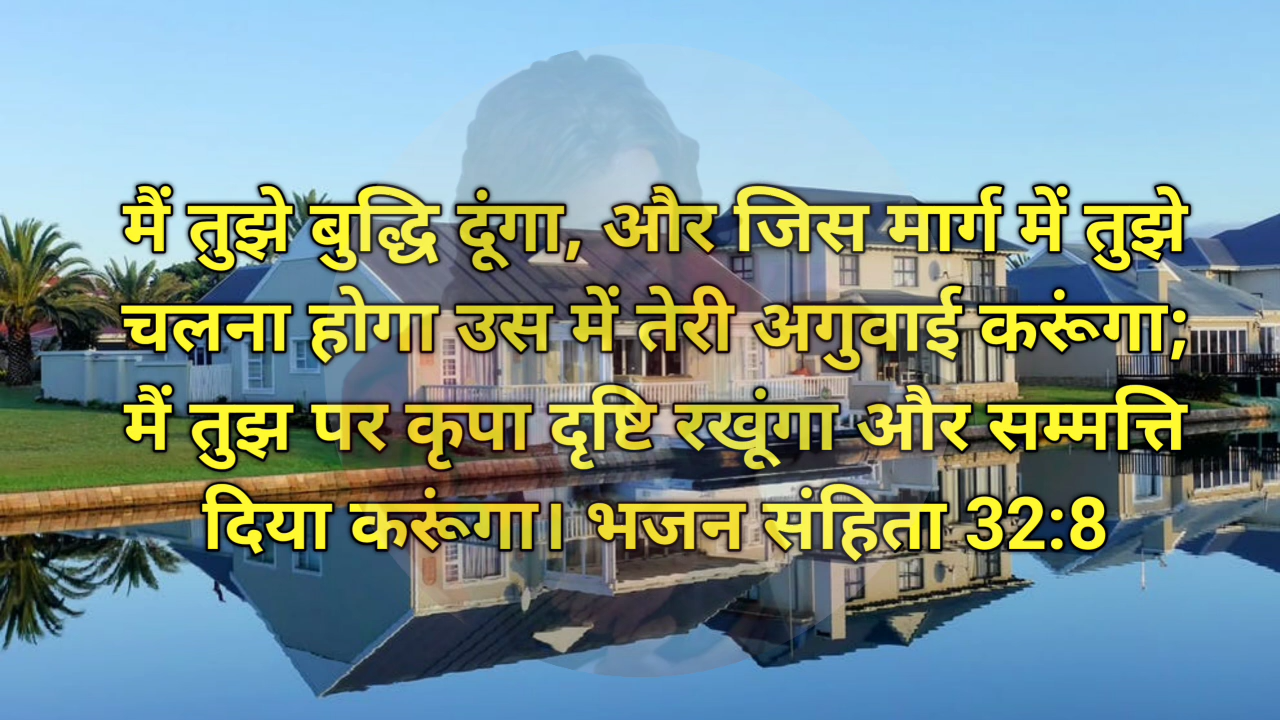 मैं तुझे बुद्धि दूंगा, और जिस मार्ग में तुझे
चलना होगा उस में तेरी अगुवाई करूंगा;
मैं तुझ पर कृपा दृष्टि रखूंगा और सम्मत्ति
दिया करूंगा। भजन संहिता 32:8